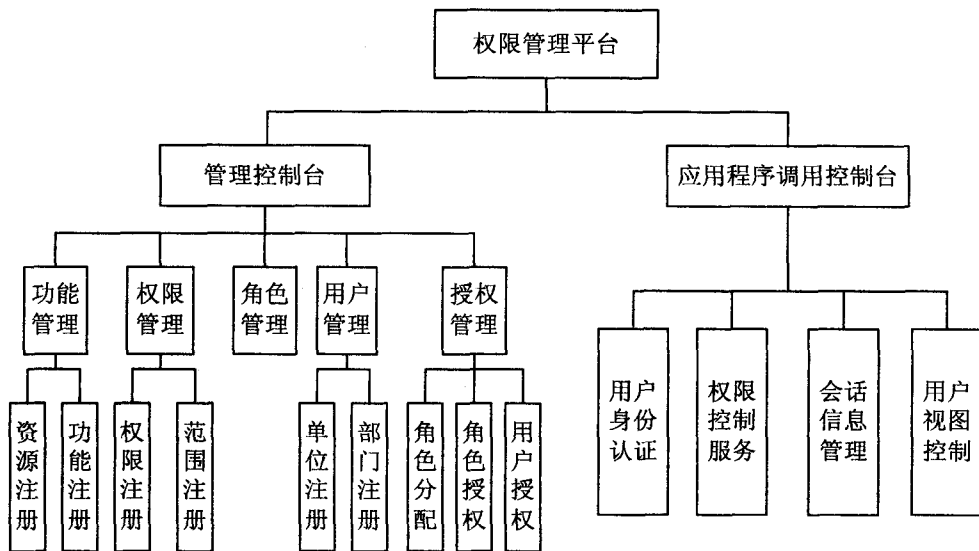 权限管理平台
管理控制台
应用程序调用控制台
功能
管理
权限
管理
角色
管理
用户
管理
授权
管理
用户
身份
认证
权限
控制
服务
会话
信息
管理
用户
视图
控制
资源注册
功能注册
权限注册
范围注册
单位注册
部门注册
角色分配
角色授权
用户授权